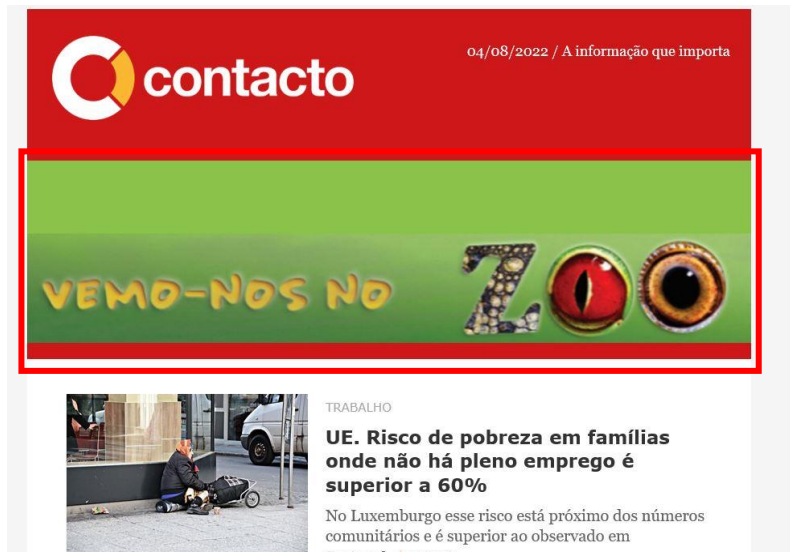 contacto
04/08/2022 / A informação que importa
VEMO-NOS NO ZOO
TRABALHO
UE. Risco de pobreza em famílias
onde não há pleno emprego é
superior a 60%
No Luxemburgo esse risco está próximo dos números
comunitários e é superior ao observado em